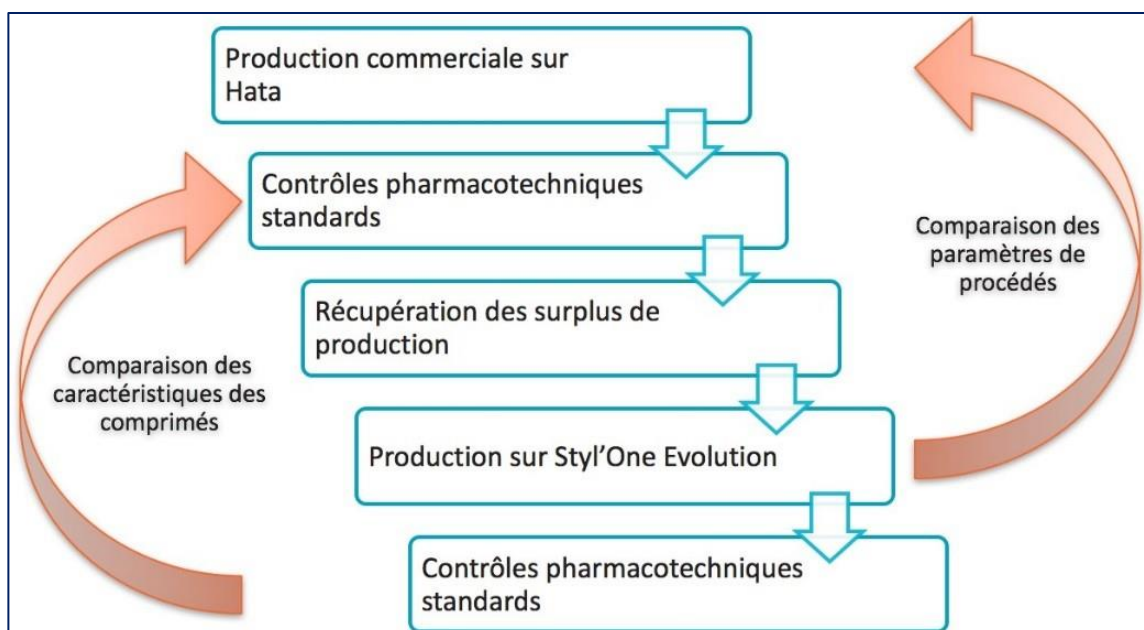 Production commerciale sur
Hata
Contrôles pharmacotechniques
standards
Récupération des surplus de
production
Production sur Styl’One Evolution
Contrôles pharmacotechniques
standards
Comparaison des
caractéristiques des
comprimés
Comparaison des
paramètres de
procédés